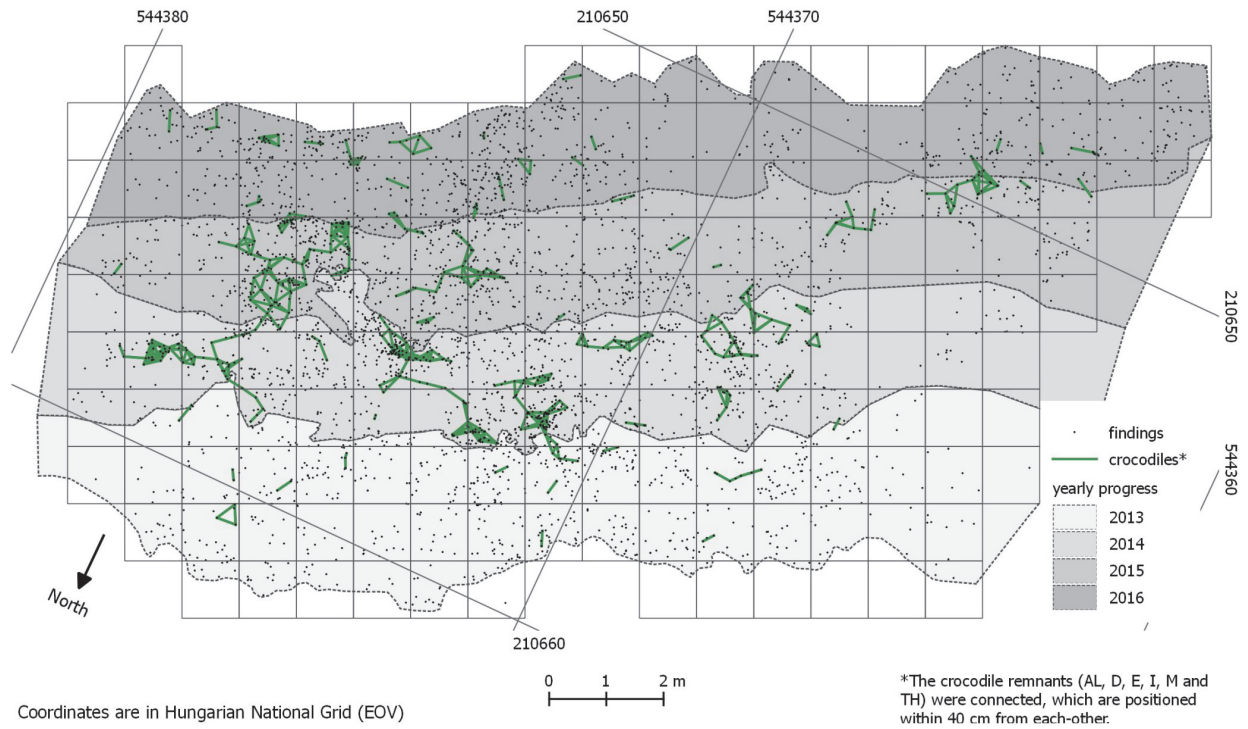 544380
210650
544370
210650
544360
findings
crocodiles*
yearly progress
2013
2014
2015
2016
North
210660
0 1 2 m
Coordinates are in Hungarian National Grid (EOV)
*The crocodile remnants (AL, D, E, I, M and
TH) were connected, which are positioned
within 40 cm from each-other.